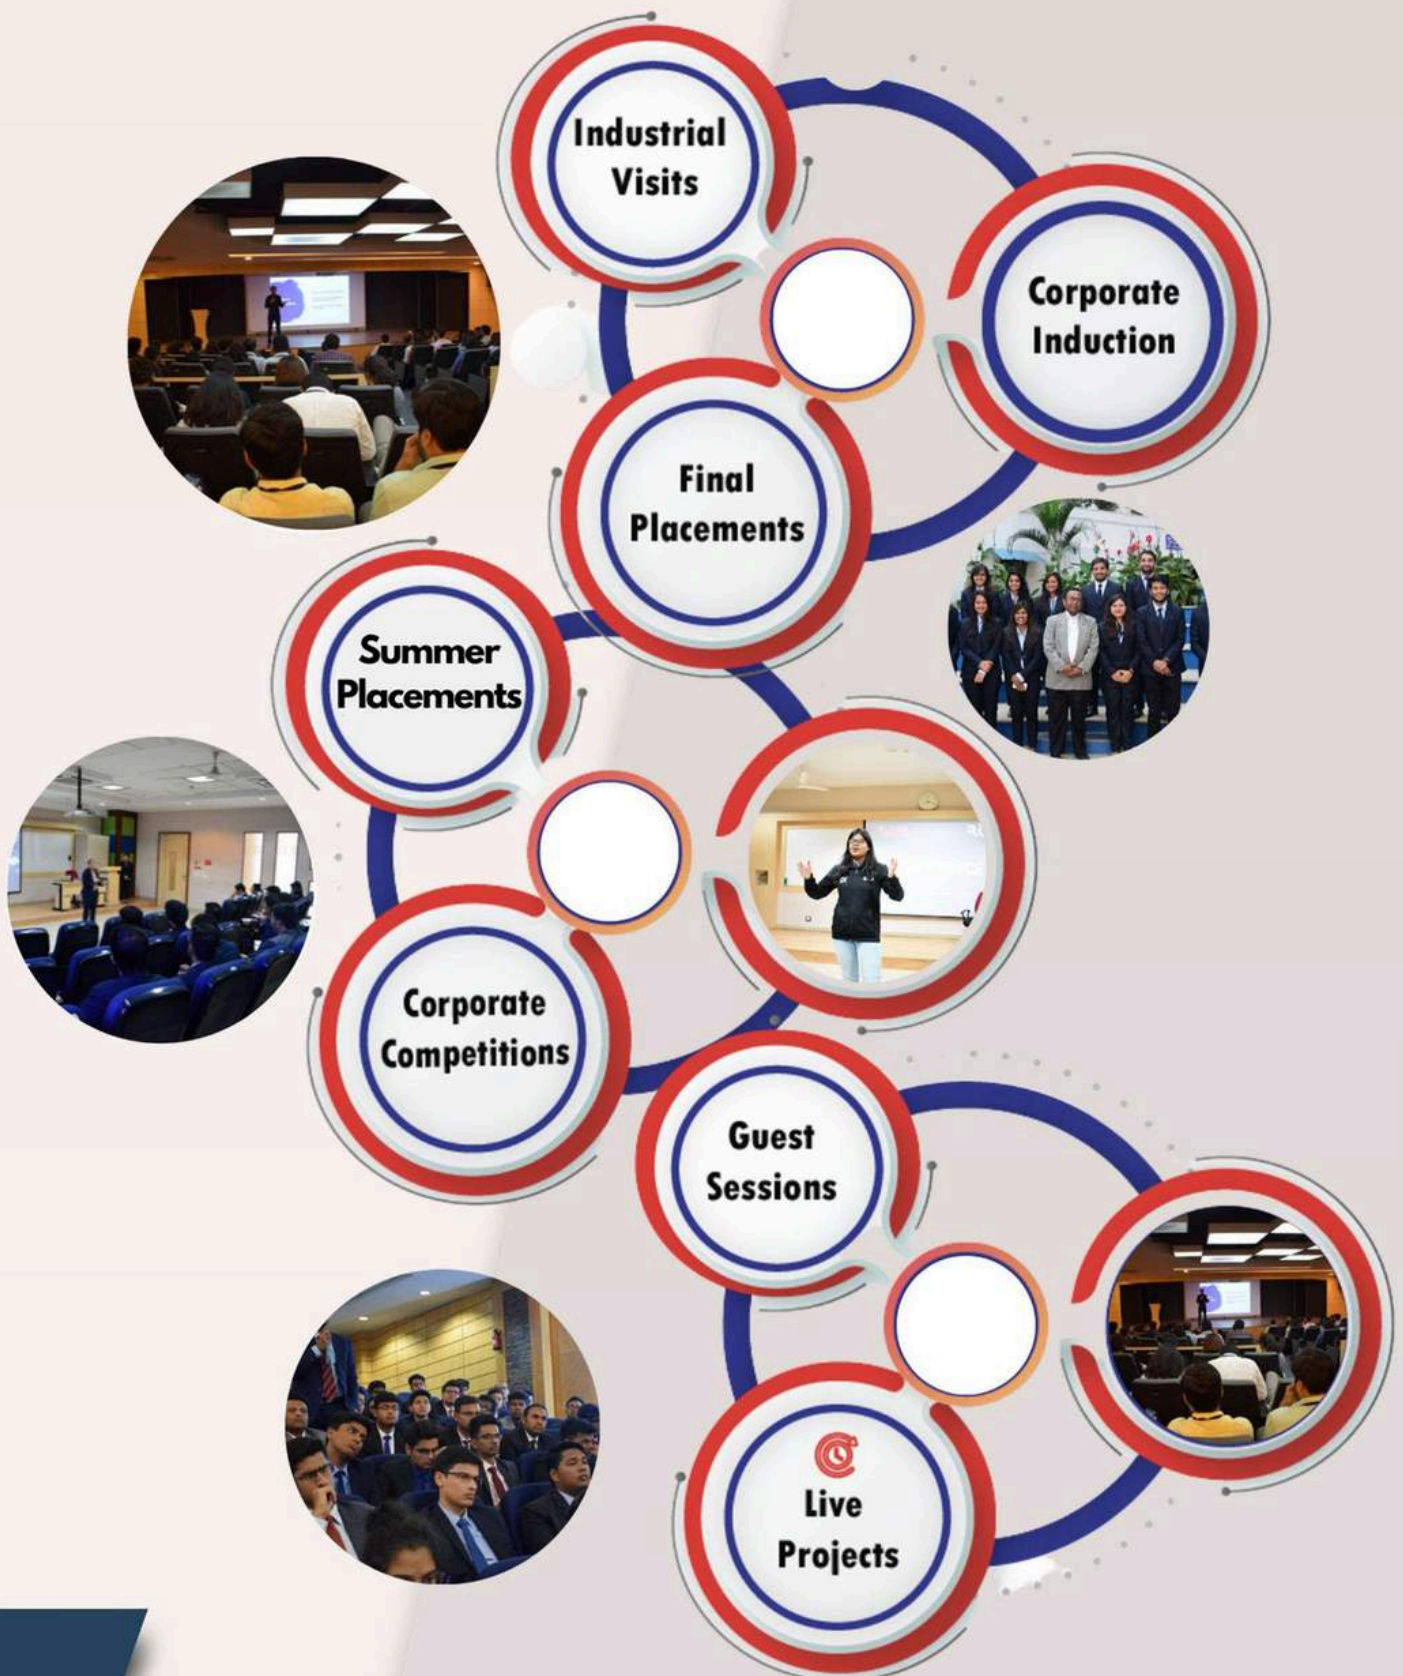 Industrial
Visits
Corporate
Induction
Final
Placements
Summer
Placements
Corporate
Competitions
Guest
Sessions
Live
Projects